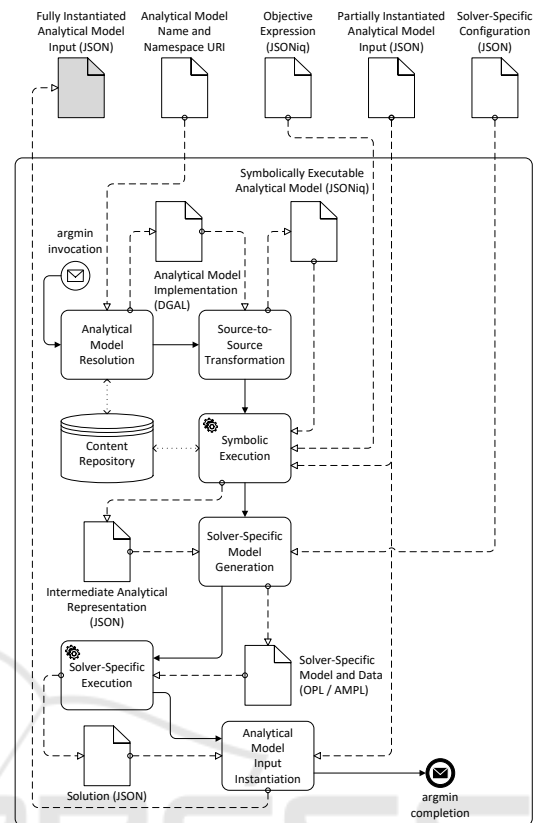 Fully Instantiated
Analytical Model
Input (JSON)
Analytical Model
Name and
Namespace URI
Objective
Expression
(JSONiq)
Partially Instantiated
Analytical Model
Input (JSON)
Solver-Specific
Configuration
(JSON)
Symbolically Executable
Analytical Model (JSONiq)
argmin
invocation
Analytical Model
Implementation
(DGAL)
Analytical
Model
Resolution
Source-to-
Source
Transformation
Content
Repository
Symbolic
Execution
Solver-Specific
Model
Generation
Intermediate Analytical
Representation
(JSON)
Solver-Specific
Execution
Solver-Specific
Model and Data
(OPL / AMPL)
Analytical
Model
Input
Instantiation
Solution (JSON)
argmin
completion